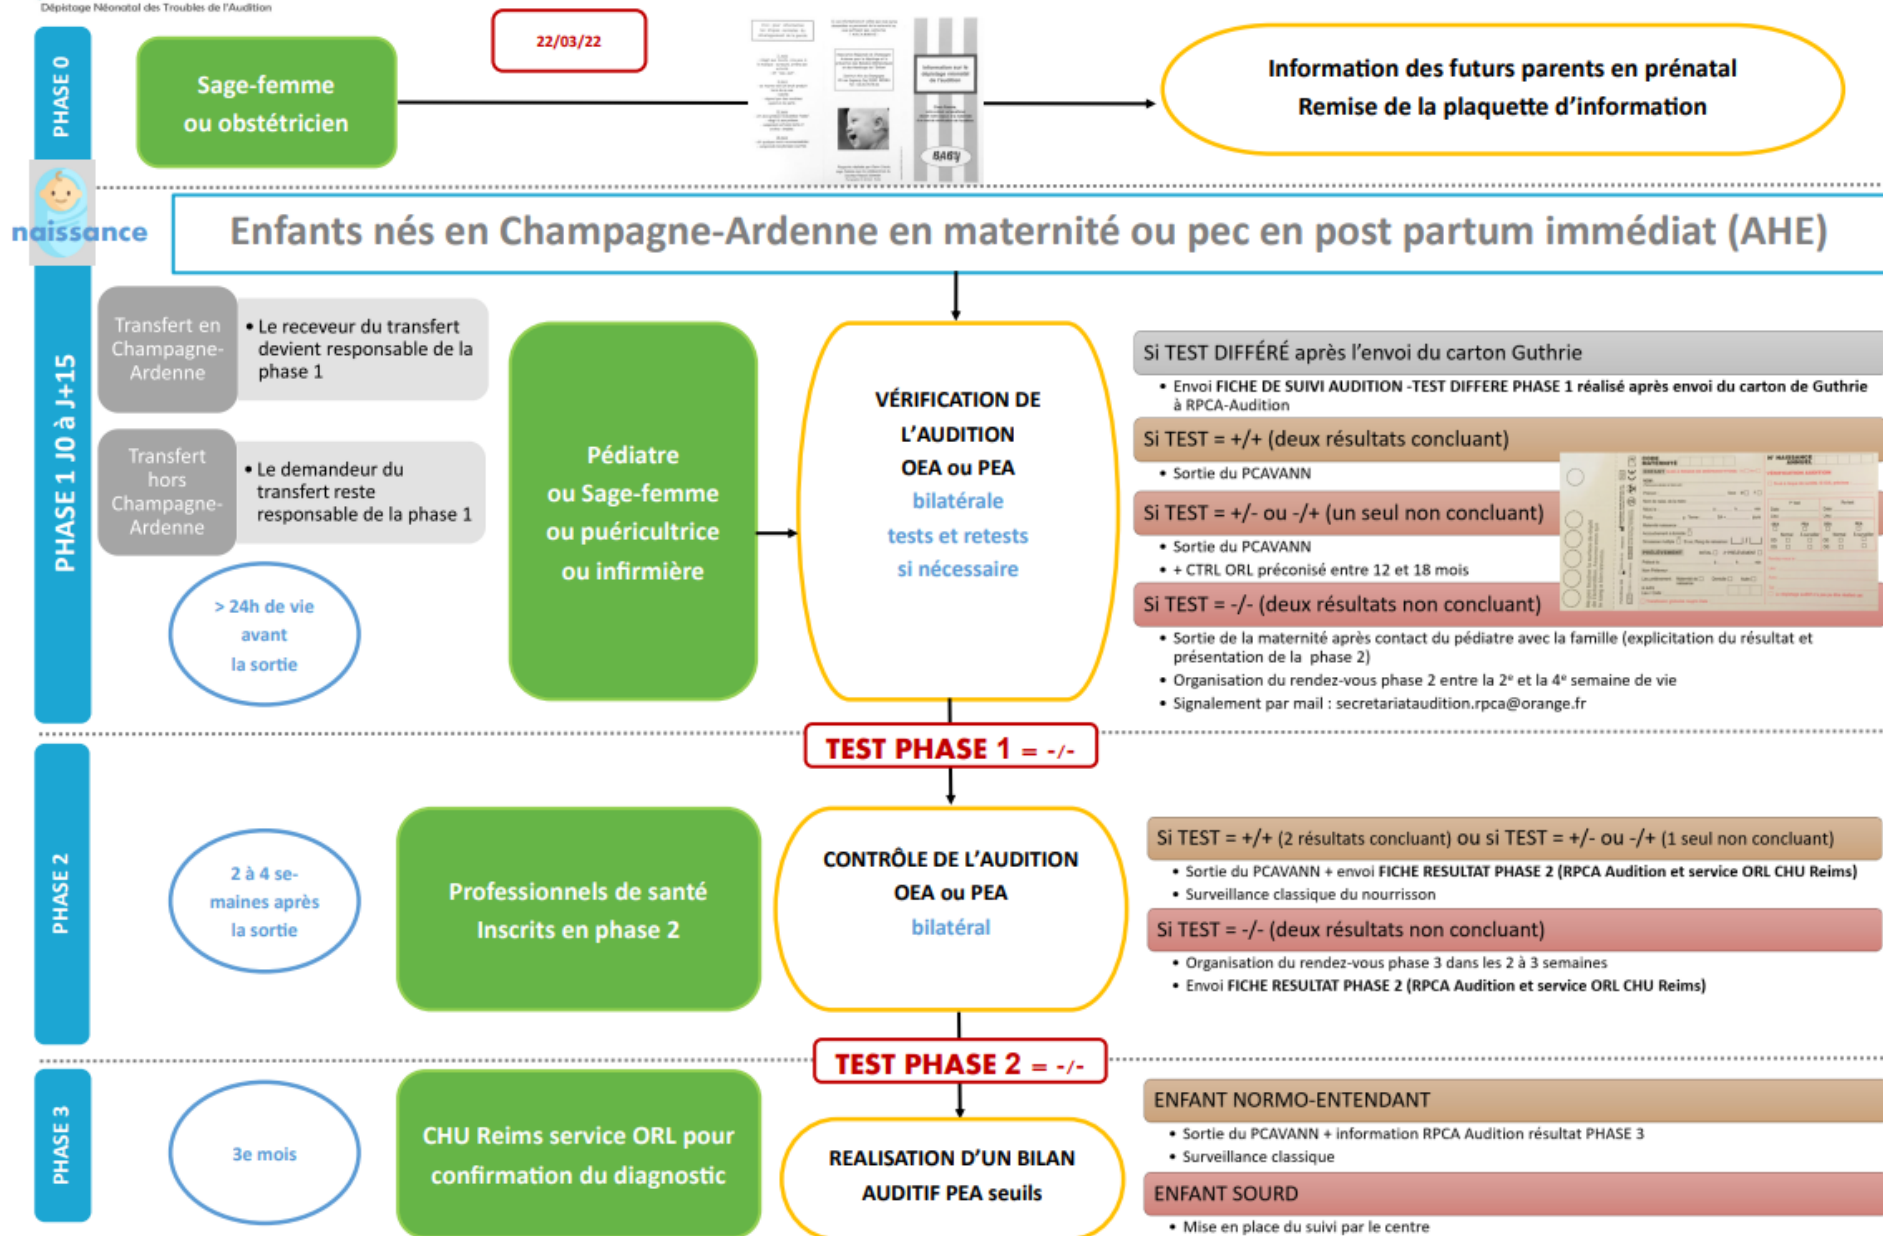 Dépistage Néonatal des Troubles de l'Audition
PHASE 0
Sage-femme
ou obstétricien
22/03/22
Information sur le
dépistage néonatal
de l'audition
BABY
Information des futurs parents en prénatal
Remise de la plaquette d'information
naissance
Enfants nés en Champagne-Ardenne en maternité ou pec en post partum immédiat (AHE)
PHASE 1 J0 à J+15
Transfert en
Champagne-
Ardenne
• Le receveur du transfert
devient responsable de la
phase 1
Transfert
hors
Champagne-
Ardenne
• Le demandeur du
transfert reste
responsable de la phase 1
> 24h de vie
avant
la sortie
Pédiatre
ou Sage-femme
ou puéricultrice
ou infirmière
VÉRIFICATION DE
L'AUDITION
OEA ou PEA
bilatérale
tests et retests
si nécessaire
Si TEST DIFFÉRÉ après l'envoi du carton Guthrie
• Envoi FICHE DE SUIVI AUDITION -TEST DIFFERE PHASE 1 réalisé après envoi du carton de Guthrie
à RPCA-Audition
Si TEST = +/+ (deux résultats concluant)
• Sortie du PCAVANN
Si TEST = +/- ou -/+ (un seul non concluant)
• Sortie du PCAVANN
• + CTRL ORL préconisé entre 12 et 18 mois
Si TEST = -/- (deux résultats non concluant)
• Sortie de la maternité après contact du pédiatre avec la famille (explicitation du résultat et
présentation de la phase 2)
• Organisation du rendez-vous phase 2 entre la 2e et la 4e semaine de vie
• Signalement par mail : secretariataudition.rpca@orange.fr
TEST PHASE 1 = -/-
PHASE 2
2 à 4 se-
maines après
la sortie
Professionnels de santé
Inscrits en phase 2
CONTRÔLE DE L'AUDITION
OEA ou PEA
bilatéral
Si TEST = +/+ (2 résultats concluant) ou si TEST = +/- ou -/+ (1 seul non concluant)
• Sortie du PCAVANN + envoi FICHE RESULTAT PHASE 2 (RPCA Audition et service ORL CHU Reims)
• Surveillance classique du nourrisson
Si TEST = -/- (deux résultats non concluant)
• Organisation du rendez-vous phase 3 dans les 2 à 3 semaines
• Envoi FICHE RESULTAT PHASE 2 (RPCA Audition et service ORL CHU Reims)
TEST PHASE 2 = -/-
PHASE 3
3e mois
CHU Reims service ORL pour
confirmation du diagnostic
REALISATION D'UN BILAN
AUDITIF PEA seuils
ENFANT NORMO-ENTENDANT
• Sortie du PCAVANN + information RPCA Audition résultat PHASE 3
• Surveillance classique
ENFANT SOURD
• Mise en place du suivi par le centre